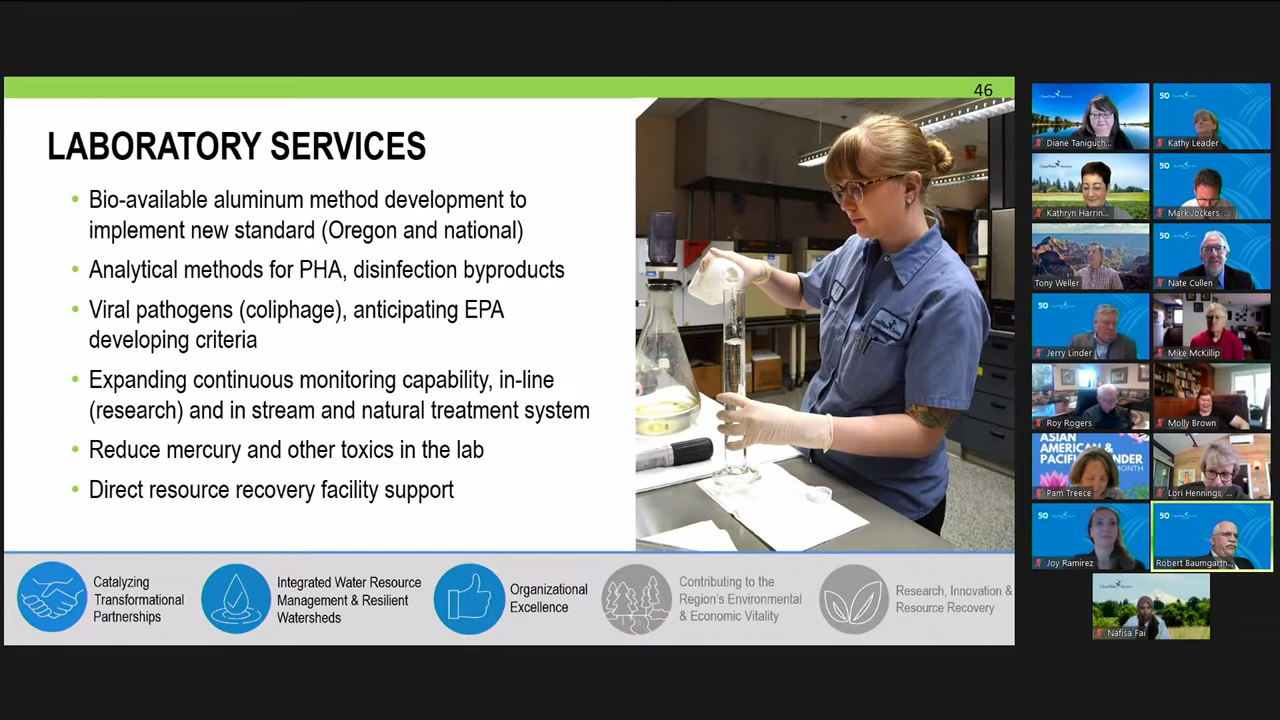 46
LABORATORY SERVICES
• Bio-available aluminum method development to
implement new standard (Oregon and national)
• Analytical methods for PHA, disinfection byproducts
• Viral pathogens (coliphage), anticipating EPA
developing criteria
• Expanding continuous monitoring capability, in-line
(research) and in stream and natural treatment system
• Reduce mercury and other toxics in the lab
• Direct resource recovery facility support
Catalyzing
Transformational
Partnerships
Integrated Water Resource
Management & Resilient
Watersheds
Organizational
Excellence
Contributing to the
Region's Environmental
& Economic Vitality
Research, Innovation &
Resource Recovery
Diane Taniguch...
50
Kathy Leader
Kathryn Harrin...
Mark Jockers, ...
Tony Weller
50
Nate Cullen
50
Jerry Linder
Mike McKillip
Roy Rogers
Molly Brown
ASIAN
AMERICAN &
MONTH
Pam Treece
Lori Hennings, ...
50
Joy Ramirez
50
Robert Baumgartn...
Nafisa Fai